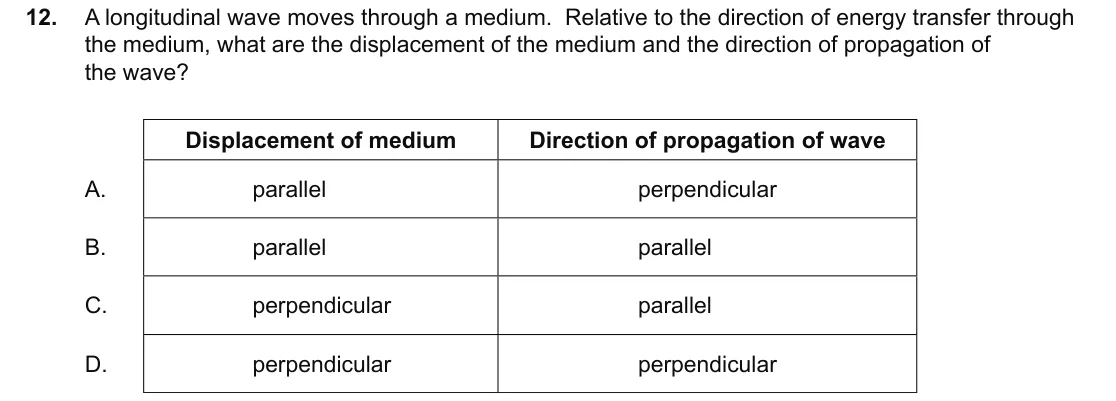 12. A longitudinal wave moves through a medium. Relative to the direction of energy transfer through
the medium, what are the displacement of the medium and the direction of propagation of
the wave?
Displacement of medium Direction of propagation of wave
A. parallel perpendicular
B. parallel parallel
C. perpendicular parallel
D. perpendicular perpendicular